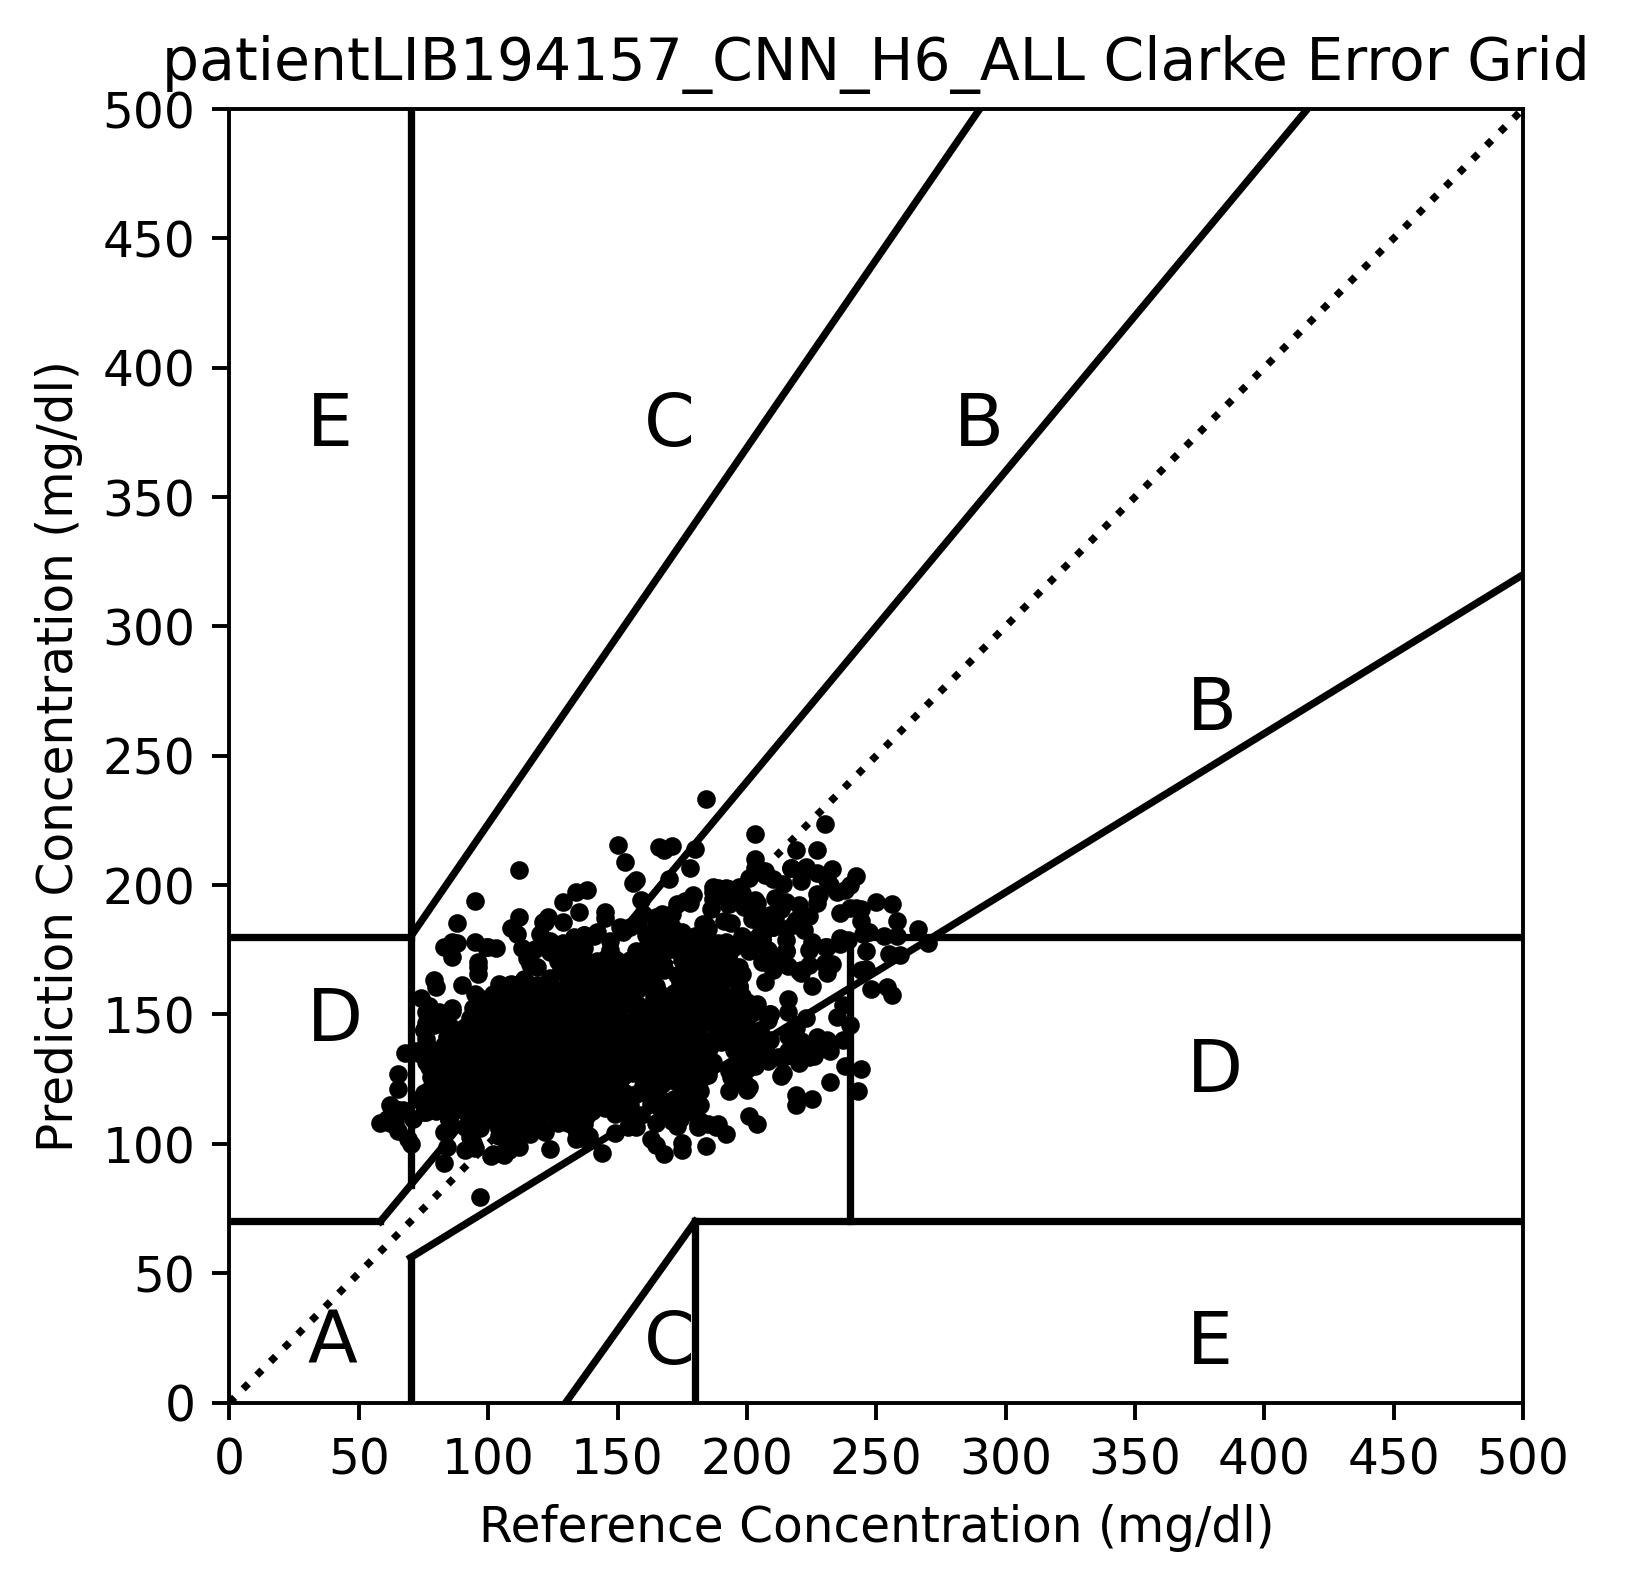 patientLIB194157_CNN_H6_ALL Clarke Error Grid
500
450
400
350
300
250
200
150
100
50
0
Prediction Concentration (mg/dl)
E
C
B
B
D
D
A
C
E
0 50 100 150 200 250 300 350 400 450 500
Reference Concentration (mg/dl)